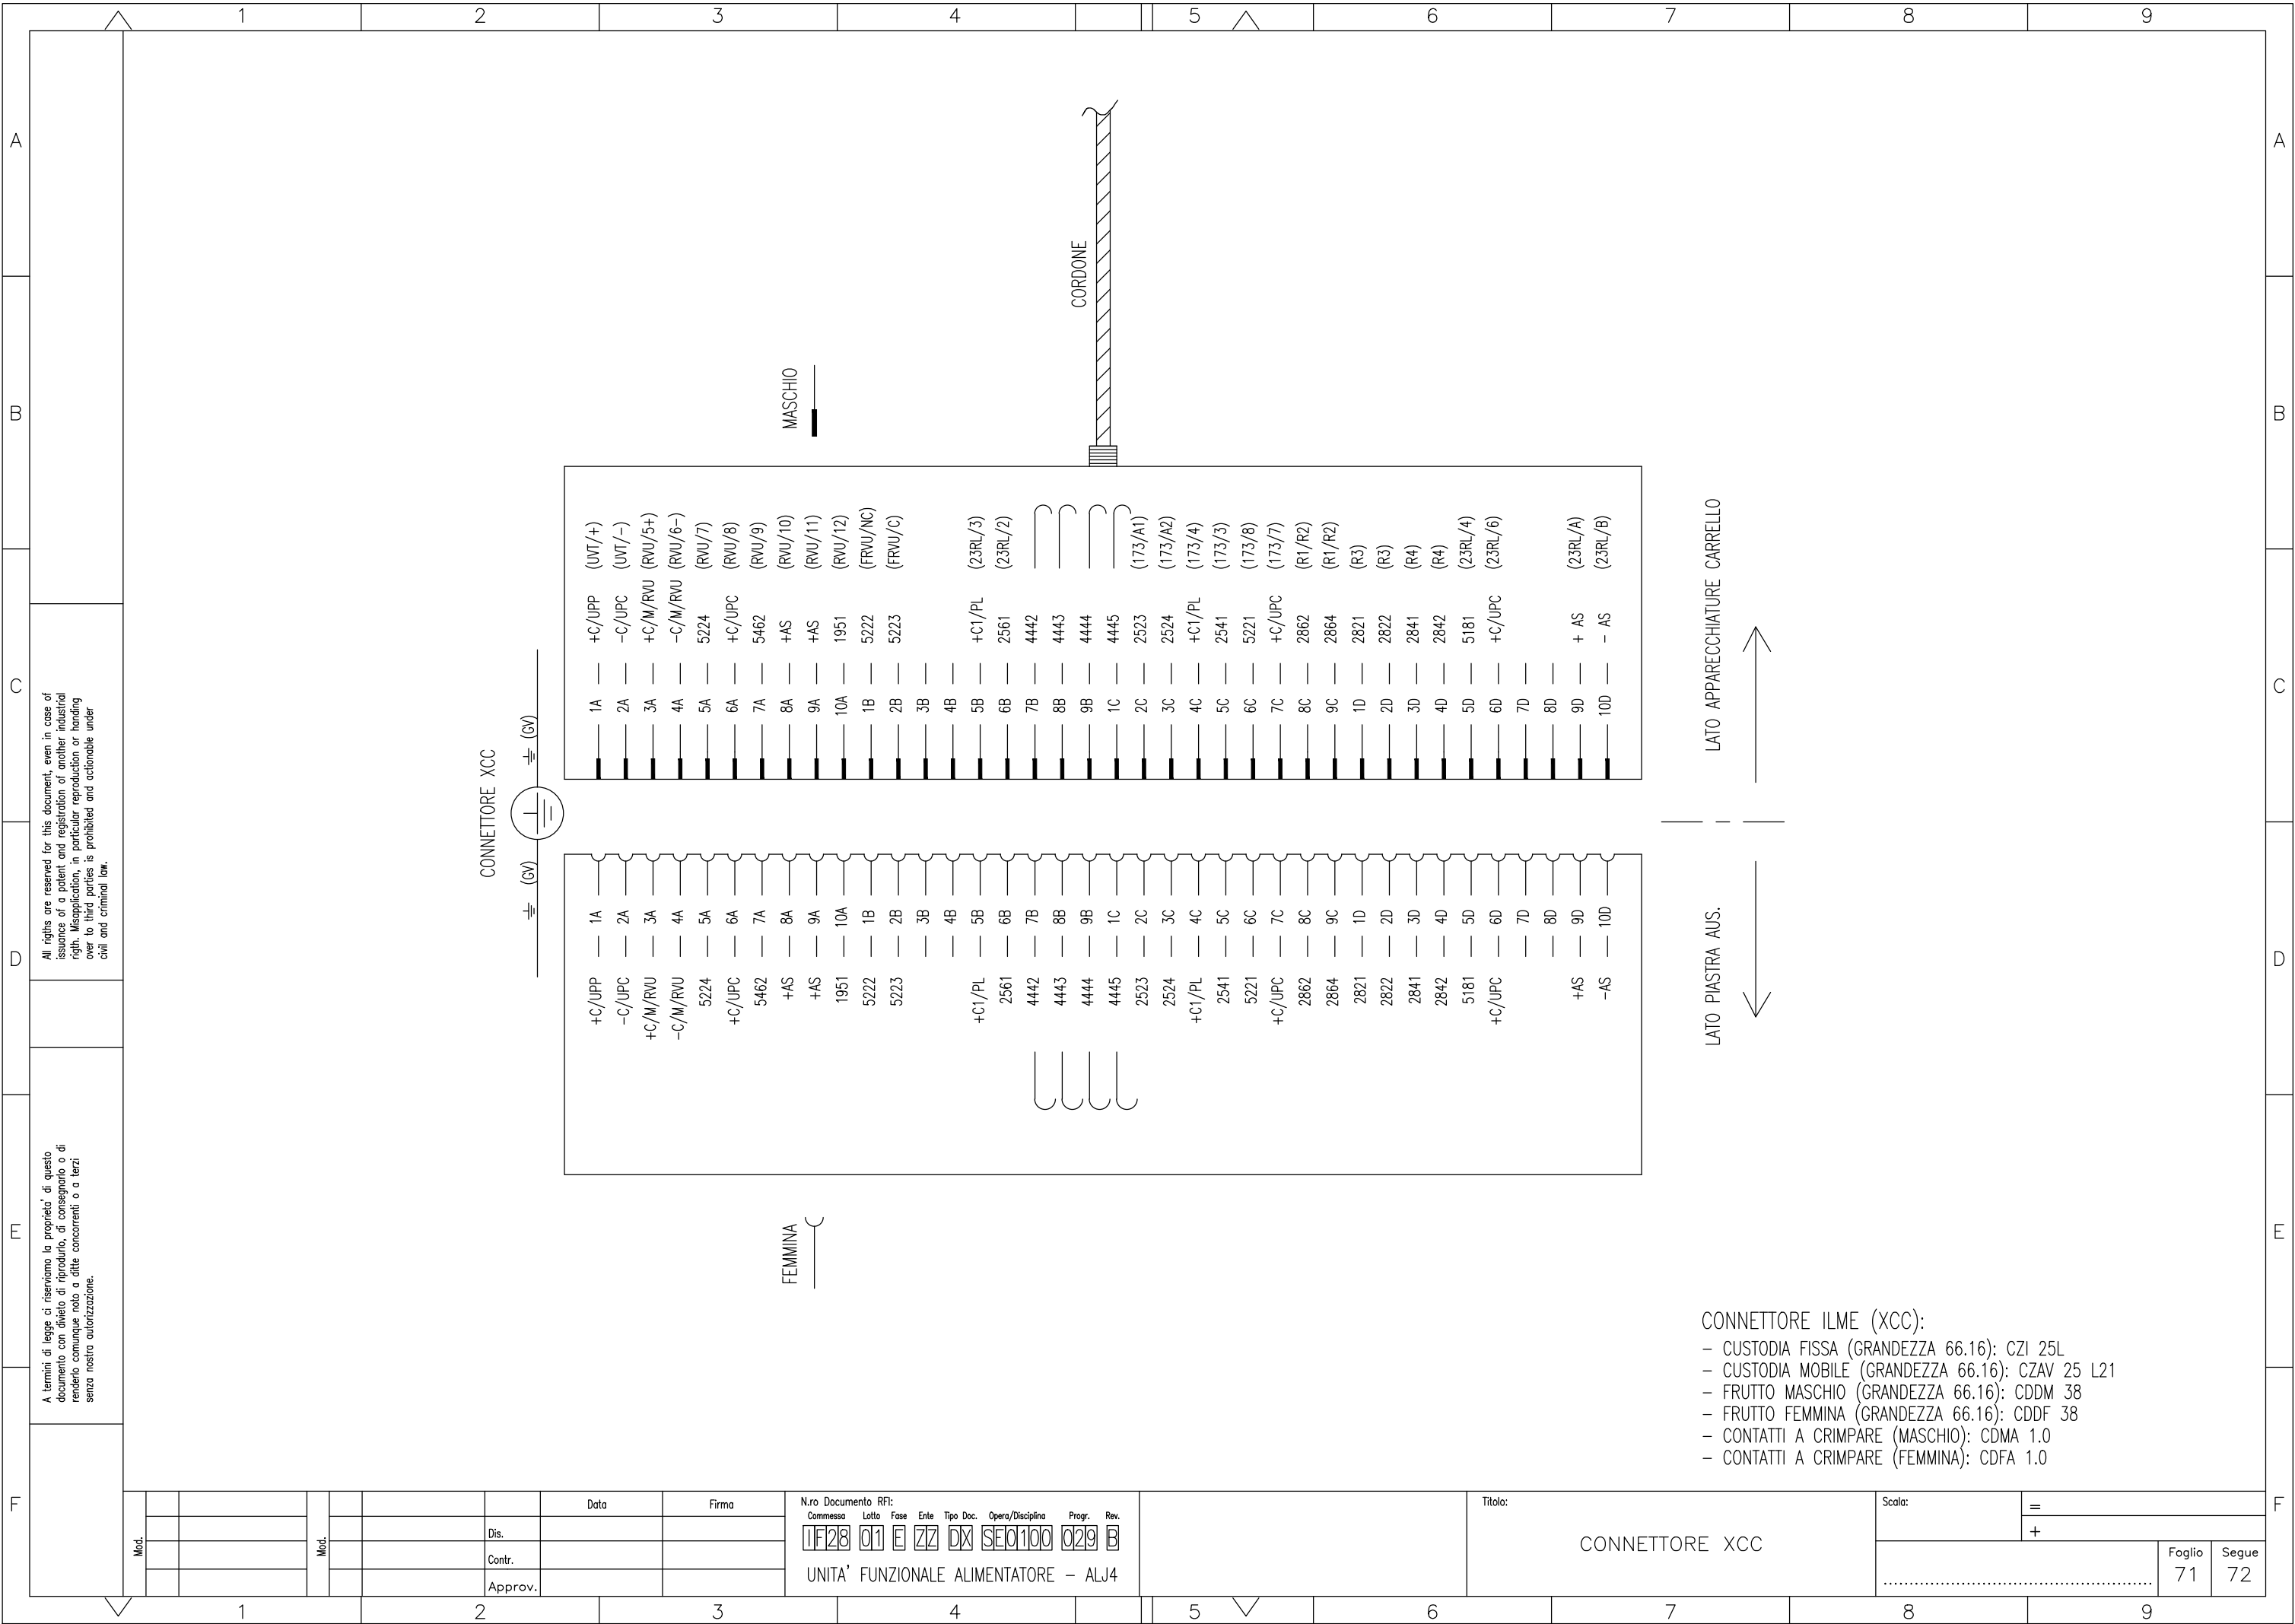 1 2 3 4 5 6 7 8 9
A A
B B
C C
D D
E E
F F
All rigths are reserved for this document, even in case of
issuance of a patent and registration of another industrial
rigth. Misapplication, in particular reproduction or handing
over to third parties is prohibited and actionable under
civil and criminal law.
A termini di legge ci riserviamo la proprieta' di questo
documento con divieto di riprodurlo, di consegnarlo o di
renderlo comunque noto a ditte concorrenti o a terzi
senza nostra autorizzazione.
CORDONE
MASCHIO
CONNETTORE XCC
(GV)
(GV)
1A +C/UPP (UVT/+)
2A -C/UPC (UVT/-)
3A +C/M/RVU (RVU/5+)
4A -C/M/RVU (RVU/6-)
5A 5224 (RVU/7)
6A +C/UPC (RVU/8)
7A 5462 (RVU/9)
8A +AS (RVU/10)
9A +AS (RVU/11)
10A 1951 (RVU/12)
1B 5222 (FRVU/NC)
2B 5223 (FRVU/C)
3B
4B
5B +C1/PL (23RL/3)
6B 2561 (23RL/2)
7B 4442
8B 4443
9B 4444
1C 4445
2C 2523 (173/A1)
3C 2524 (173/A2)
4C +C1/PL (173/4)
5C 2541 (173/3)
6C 5221 (173/8)
7C +C/UPC (173/7)
8C 2862 (R1/R2)
9C 2864 (R1/R2)
1D 2821 (R3)
2D 2822 (R3)
3D 2841 (R4)
4D 2842 (R4)
5D 5181 (23RL/4)
6D +C/UPC (23RL/6)
7D
8D
9D + AS (23RL/A)
10D - AS (23RL/B)
LATO APPARECCHIATURE CARRELLO
+C/UPP 1A
-C/UPC 2A
+C/M/RVU 3A
-C/M/RVU 4A
5224 5A
+C/UPC 6A
5462 7A
+AS 8A
+AS 9A
1951 10A
5222 1B
5223 2B
3B
4B
+C1/PL 5B
2561 6B
4442 7B
4443 8B
4444 9B
4445 1C
2523 2C
2524 3C
+C1/PL 4C
2541 5C
5221 6C
+C/UPC 7C
2862 8C
2864 9C
2821 1D
2822 2D
2841 3D
2842 4D
5181 5D
+C/UPC 6D
7D
8D
+AS 9D
-AS 10D
LATO PIASTRA AUS.
FEMMINA
CONNETTORE ILME (XCC):
- CUSTODIA FISSA (GRANDEZZA 66.16): CZI 25L
- CUSTODIA MOBILE (GRANDEZZA 66.16): CZAV 25 L21
- FRUTTO MASCHIO (GRANDEZZA 66.16): CDDM 38
- FRUTTO FEMMINA (GRANDEZZA 66.16): CDDF 38
- CONTATTI A CRIMPARE (MASCHIO): CDMA 1.0
- CONTATTI A CRIMPARE (FEMMINA): CDFA 1.0
Mod.
Mod.
Data Firma
Dis.
Contr.
Approv.
N.ro Documento RFI:
Commessa Lotto Fase Ente Tipo Doc. Opera/Disciplina Progr. Rev.
IF28 01 E ZZ DX SE0100 029 B
UNITA' FUNZIONALE ALIMENTATORE - ALJ4
Titolo:
CONNETTORE XCC
Scala:
=
+
Foglio Segue
71 72
1 2 3 4 5 6 7 8 9